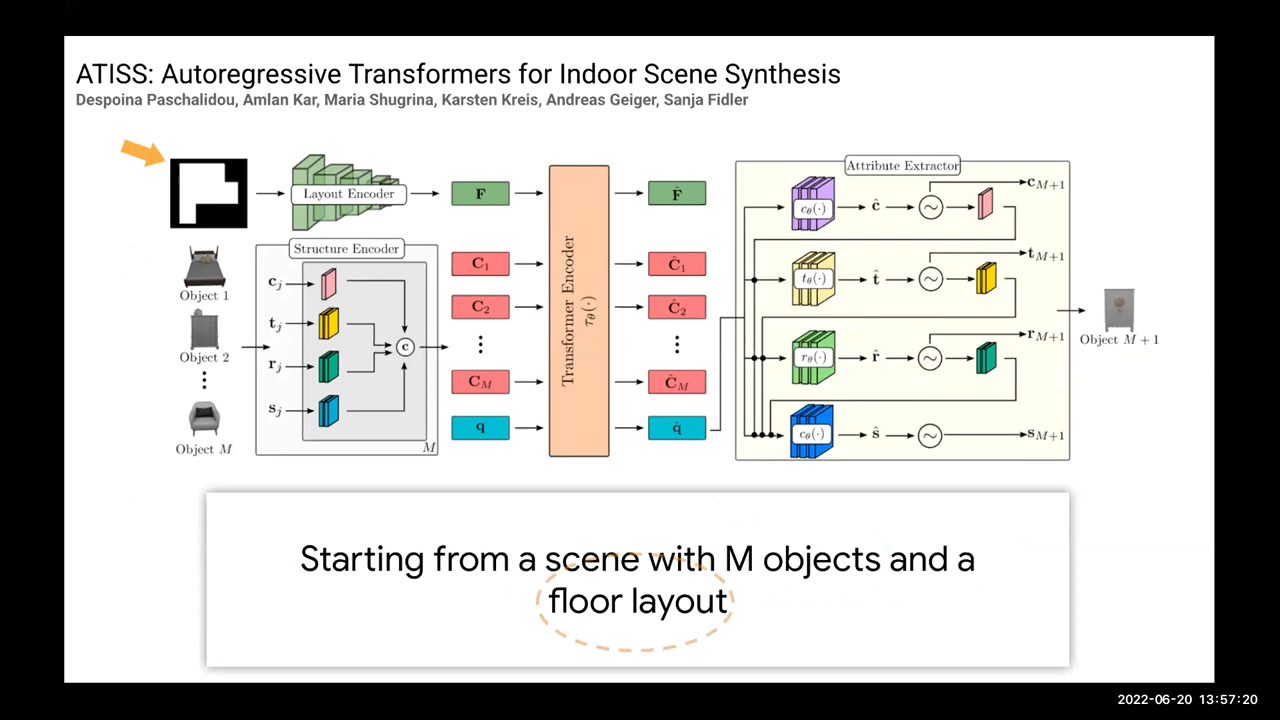 ATISS: Autoregressive Transformers for Indoor Scene Synthesis
Despoina Paschalidou, Amlan Kar, Maria Shugrina, Karsten Kreis, Andreas Geiger, Sanja Fidler
Layout Encoder
F
F̂
Structure Encoder
Object 1
Object 2
⋮
Object M
c_j
t_j
r_j
s_j
c
M
C_1
C_2
⋮
C_M
q
Transformer Encoder
τ_θ(·)
Ĉ_1
Ĉ_2
⋮
Ĉ_M
q̂
Attribute Extractor
c_θ(·) ĉ ~ c_{M+1}
t_θ(·) t̂ ~ t_{M+1}
r_θ(·) r̂ ~ r_{M+1}
c_θ(·) ŝ ~ s_{M+1}
Object M + 1
Starting from a scene with M objects and a
floor layout
2022-06-20 13:57:20